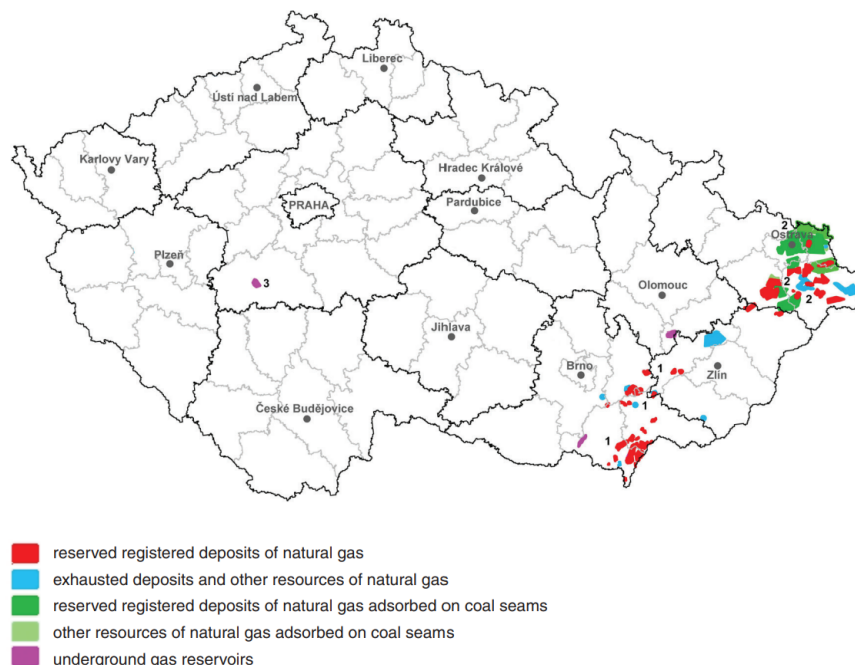 Liberec
Ústí nad Labem
Karlovy Vary
Hradec Králové
PRAHA
Pardubice
2
Ostrava
Plzeň
3
Olomouc
2
2
Jihlava
Brno
1
Zlín
1
České Budějovice
1
reserved registered deposits of natural gas
exhausted deposits and other resources of natural gas
reserved registered deposits of natural gas adsorbed on coal seams
other resources of natural gas adsorbed on coal seams
underground gas reservoirs